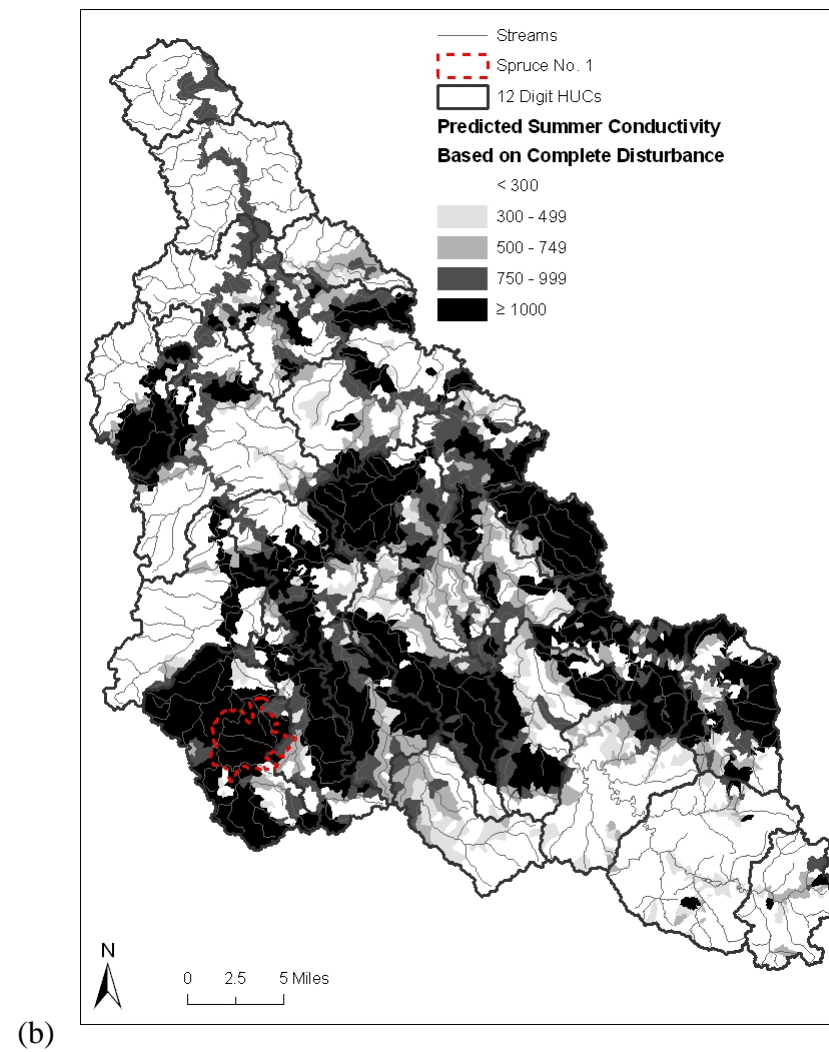 Streams
Spruce No. 1
12 Digit HUCs
Predicted Summer Conductivity
Based on Complete Disturbance
< 300
300 - 499
500 - 749
750 - 999
≥ 1000
N
0 2.5 5 Miles
(b)